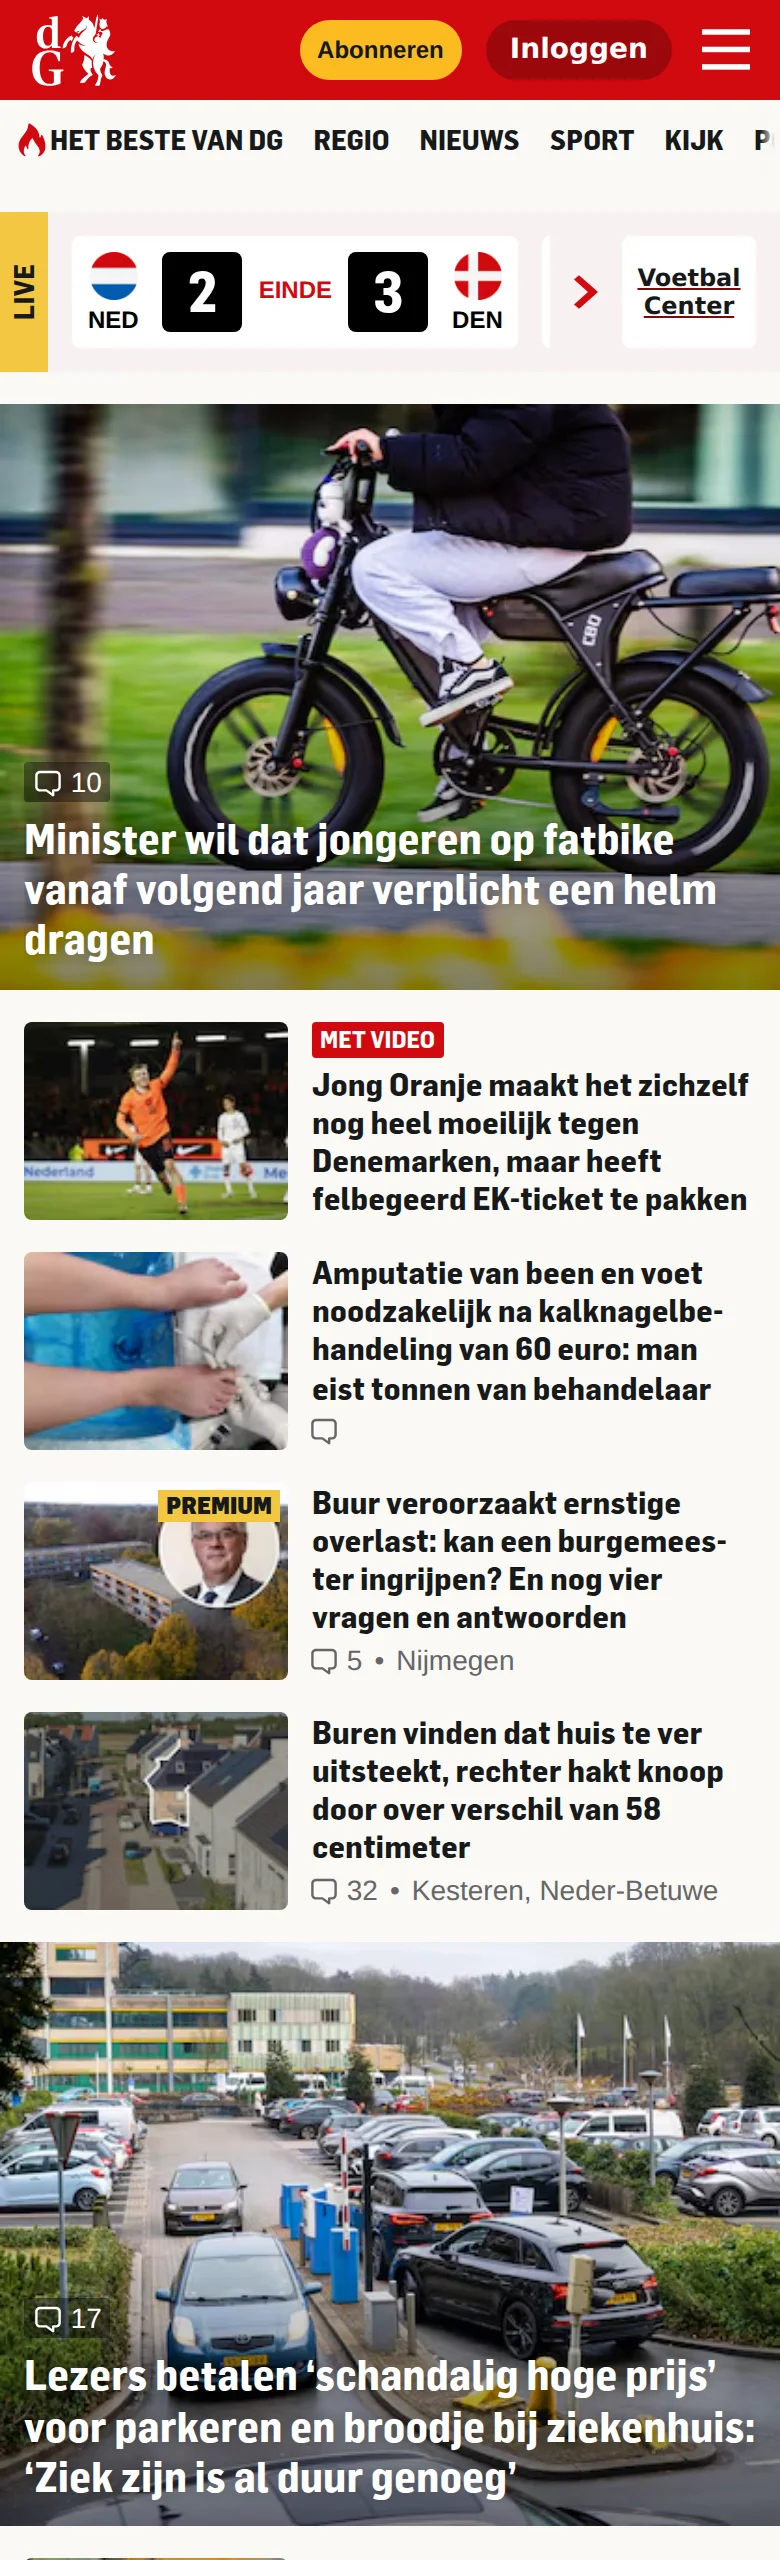 dG
Abonneren
Inloggen
HET BESTE VAN DG
REGIO
NIEUWS
SPORT
KIJK
LIVE
NED
2
EINDE
3
DEN
Voetbal
Center
CBO
10
Minister wil dat jongeren op fatbike
vanaf volgend jaar verplicht een helm
dragen
Nederland
MET VIDEO
Jong Oranje maakt het zichzelf
nog heel moeilijk tegen
Denemarken, maar heeft
felbegeerd EK-ticket te pakken
Amputatie van been en voet
noodzakelijk na kalknagelbe-
handeling van 60 euro: man
eist tonnen van behandelaar
PREMIUM
Buur veroorzaakt ernstige
overlast: kan een burgemees-
ter ingrijpen? En nog vier
vragen en antwoorden
5 • Nijmegen
Buren vinden dat huis te ver
uitsteekt, rechter hakt knoop
door over verschil van 58
centimeter
32 • Kesteren, Neder-Betuwe
17
Lezers betalen ‘schandalig hoge prijs’
voor parkeren en broodje bij ziekenhuis:
‘Ziek zijn is al duur genoeg’